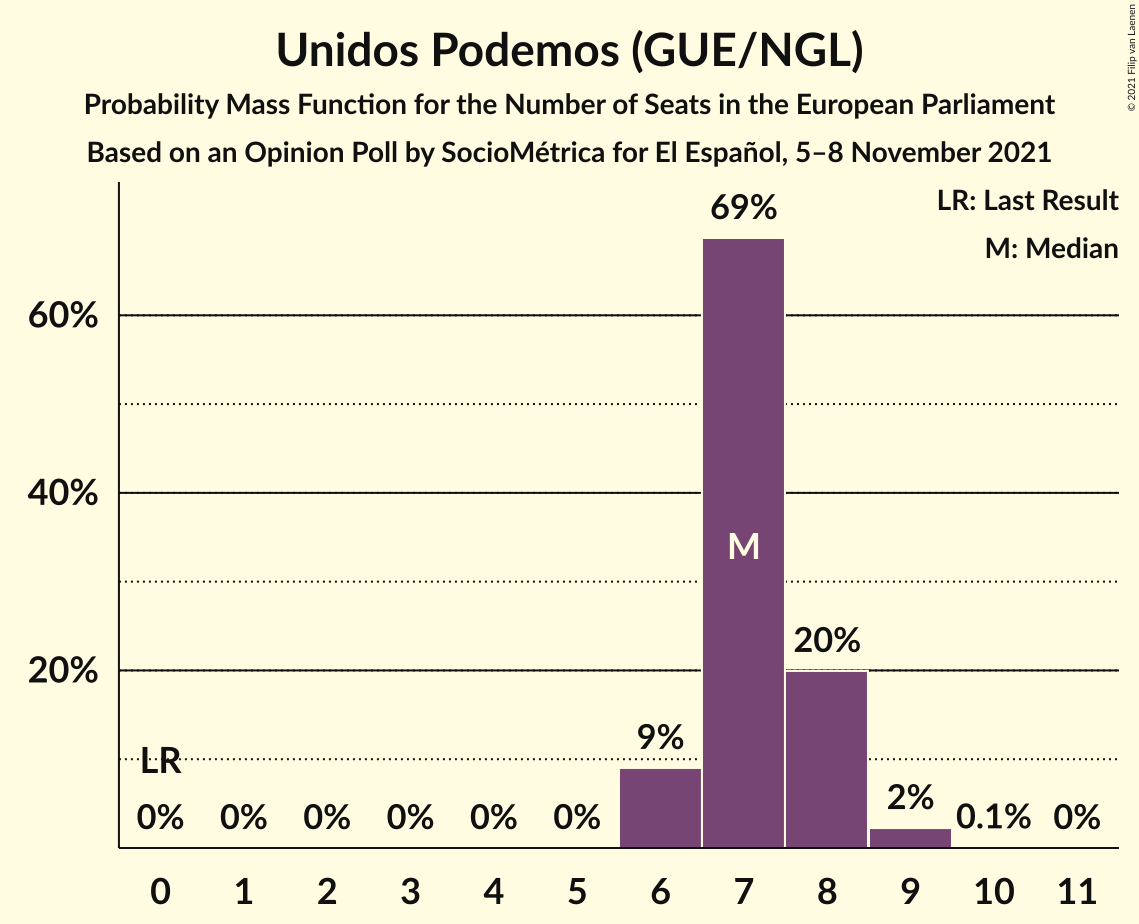 Unidos Podemos (GUE/NGL)
Probability Mass Function for the Number of Seats in the European Parliament
Based on an Opinion Poll by SocioMétrica for El Español, 5–8 November 2021
© 2021 Filip van Laenen
LR: Last Result
M: Median
69%
60%
40%
M
20%
20%
9%
LR
2%
0% 0% 0% 0% 0% 0% 0.1% 0%
0 1 2 3 4 5 6 7 8 9 10 11